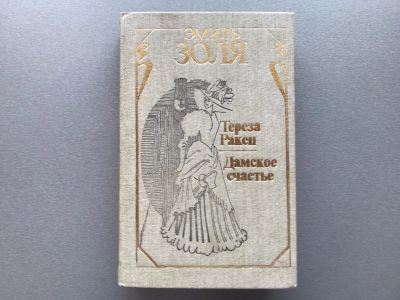 ЭМИЛЬ
ЗОЛЯ
Тереза
Ракен
Дамское
счастье